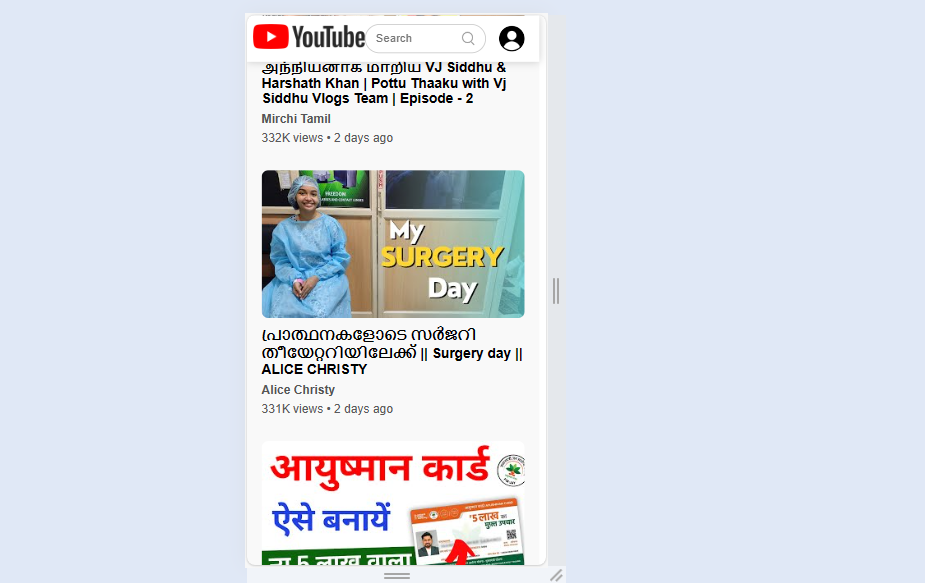 YouTube
Search
அந்நியனாக மாறிய VJ Siddhu &
Harshath Khan | Pottu Thaaku with Vj
Siddhu Vlogs Team | Episode - 2
Mirchi Tamil
332K views • 2 days ago
My
SURGERY
Day
പ്രാത്ഥനകളോടെ സർജറി
തീയേറ്ററിയിലേക്ക് || Surgery day ||
ALICE CHRISTY
Alice Christy
331K views • 2 days ago
आयुष्मान कार्ड
ऐसे बनायें
₹5 लाख का
मुफ्त उपचार
5 लाख वाला